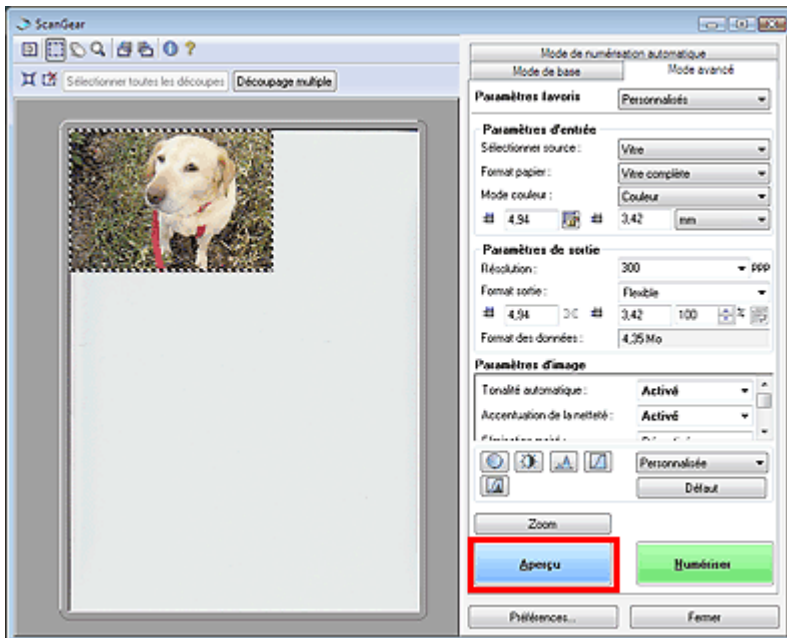 ScanGear
Sélectionner toutes les découpes
Découpage multiple
Mode de numérisation automatique
Mode de base
Mode avancé
Paramètres favoris
Personnalisés
Paramètres d'entrée
Sélectionner source :
Vitre
Format papier :
Vitre complète
Mode couleur :
Couleur
4,94
3,42
mm
Paramètres de sortie
Résolution :
300
ppp
Format sortie :
Flexible
4,94
3,42
100
%
Format des données :
4,35 Mo
Paramètres d'image
Tonalité automatique :
Activé
Accentuation de la netteté :
Activé
Personnalisée
Défaut
Zoom
Aperçu
Numériser
Préférences...
Fermer